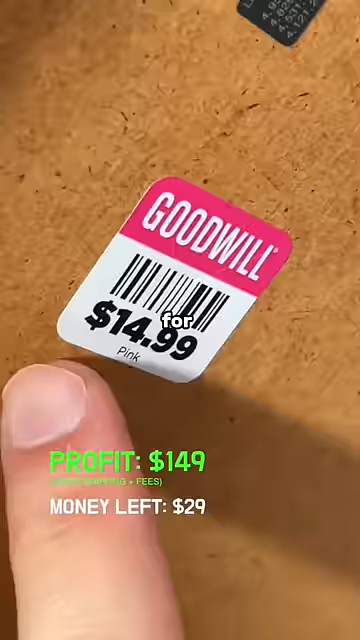 GOODWILL
$14.99
for
Pink
PROFIT: $149
MONEY LEFT: $29